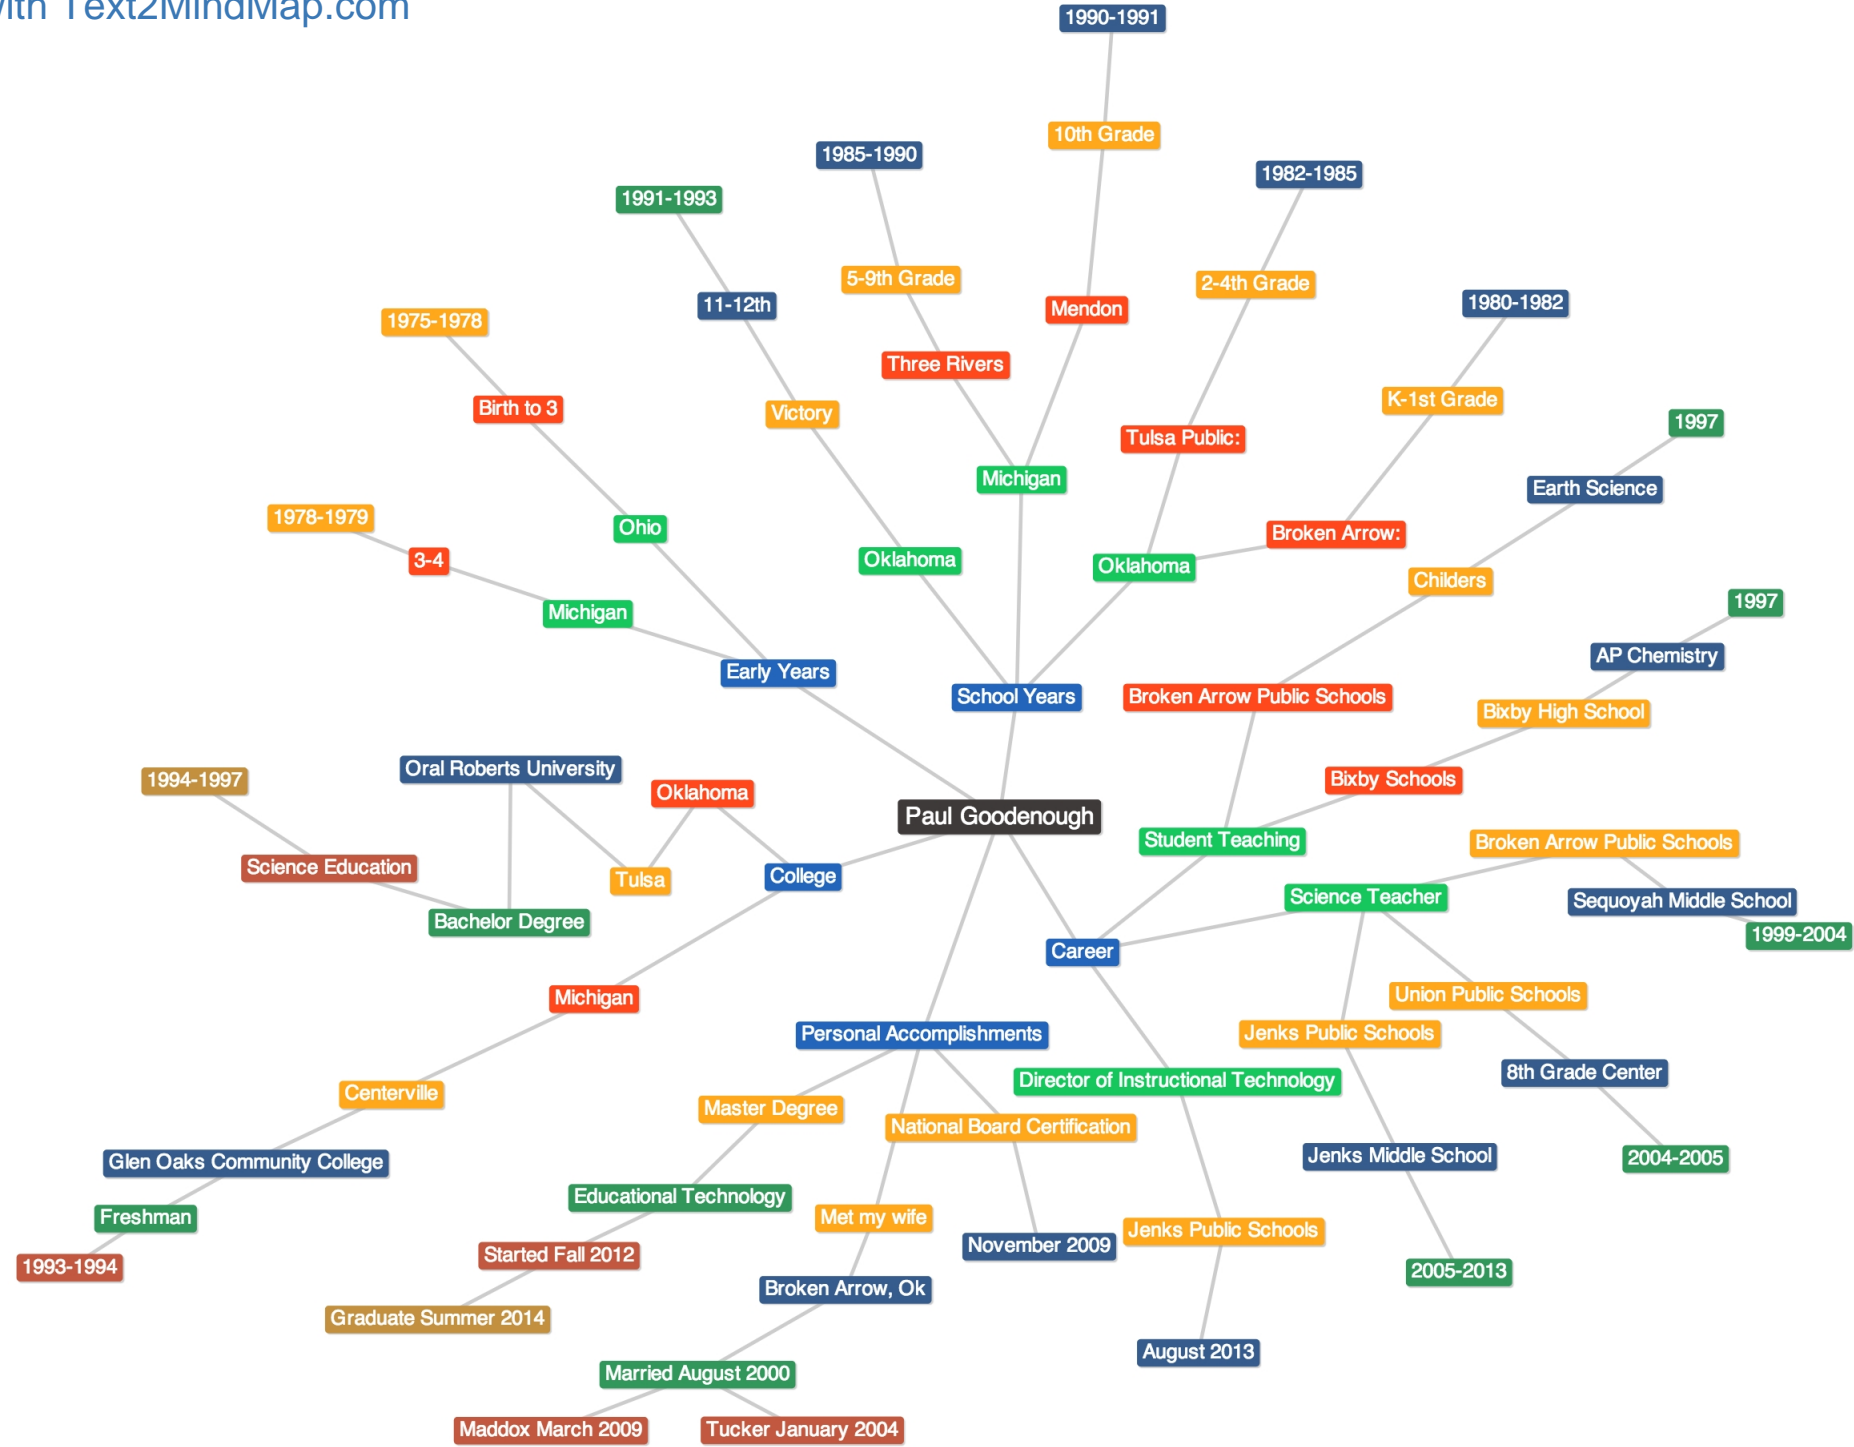 with Text2MindMap.com
1990-1991
10th Grade
1985-1990
1982-1985
1991-1993
5-9th Grade
2-4th Grade
11-12th
Mendon
1980-1982
1975-1978
Three Rivers
Birth to 3
Victory
K-1st Grade
Tulsa Public:
1997
Michigan
Earth Science
1978-1979
Ohio
Broken Arrow:
3-4
Oklahoma
Oklahoma
Childers
Michigan
1997
Early Years
AP Chemistry
School Years
Broken Arrow Public Schools
Bixby High School
1994-1997
Oral Roberts University
Oklahoma
Bixby Schools
Paul Goodenough
Student Teaching
Broken Arrow Public Schools
Science Education
Tulsa
College
Science Teacher
Sequoyah Middle School
Bachelor Degree
1999-2004
Career
Michigan
Union Public Schools
Personal Accomplishments
Jenks Public Schools
Director of Instructional Technology
8th Grade Center
Centerville
Master Degree
National Board Certification
Glen Oaks Community College
Jenks Middle School
2004-2005
Educational Technology
Freshman
Met my wife
Jenks Public Schools
November 2009
1993-1994
Started Fall 2012
2005-2013
Broken Arrow, Ok
Graduate Summer 2014
August 2013
Married August 2000
Maddox March 2009
Tucker January 2004